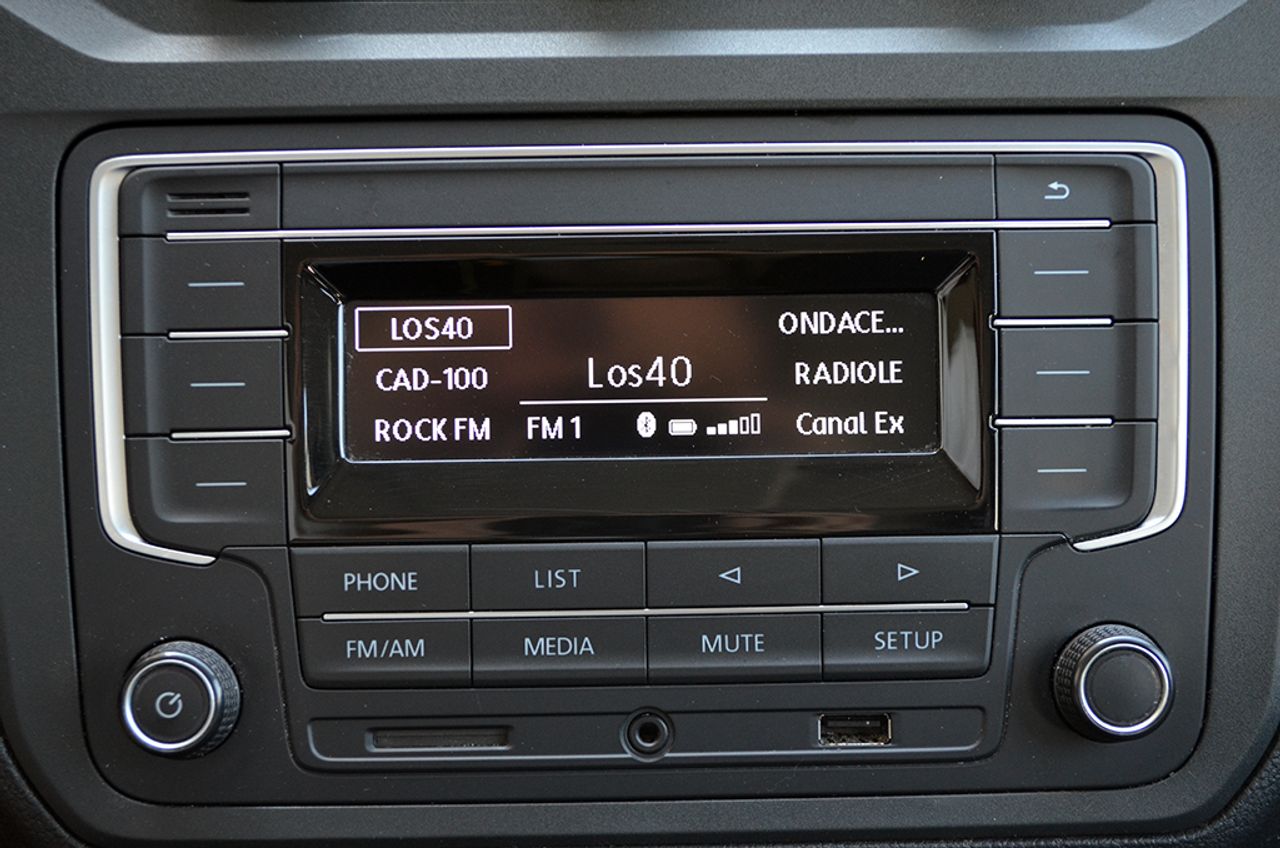 LOS40
CAD-100
ROCK FM
Los40
FM 1
ONDACE...
RADIOLE
Canal Ex
PHONE
LIST
FM/AM
MEDIA
MUTE
SETUP